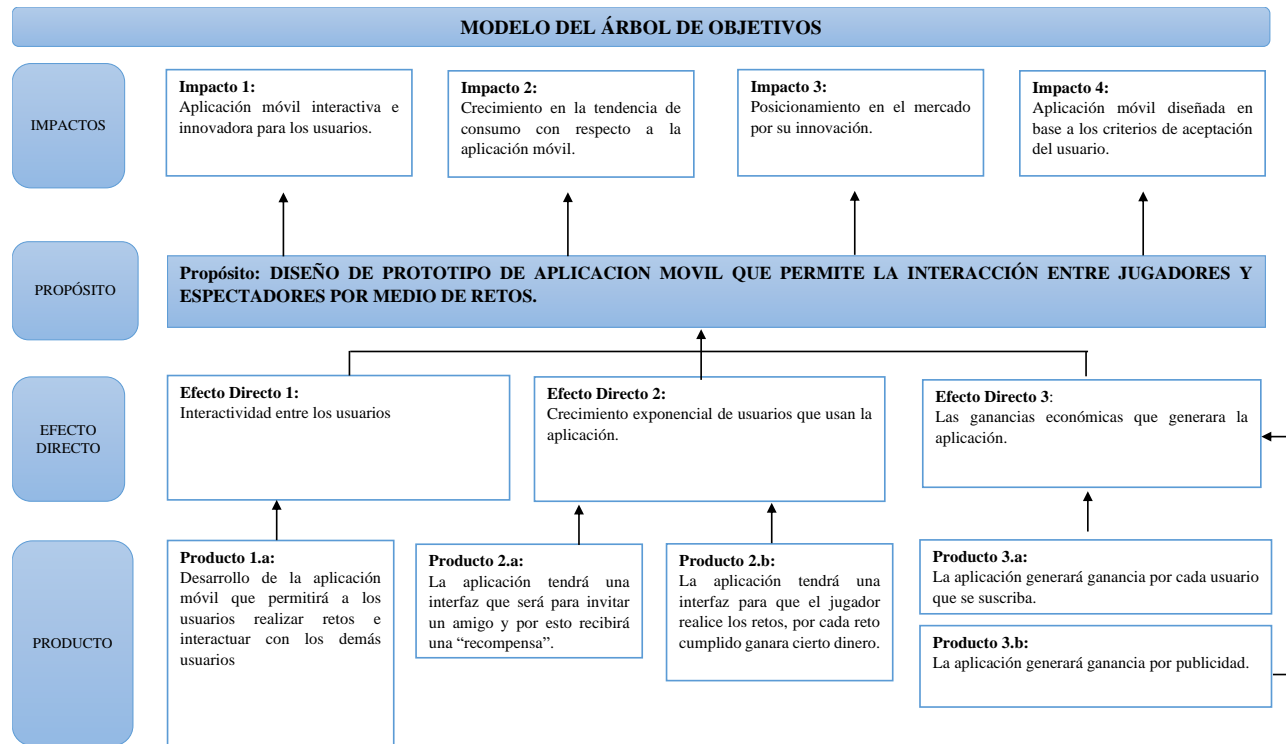 MODELO DEL ÁRBOL DE OBJETIVOS
IMPACTOS
Impacto 1:
Aplicación móvil interactiva e
innovadora para los usuarios.
Impacto 2:
Crecimiento en la tendencia de
consumo con respecto a la
aplicación móvil.
Impacto 3:
Posicionamiento en el mercado
por su innovación.
Impacto 4:
Aplicación móvil diseñada en
base a los criterios de aceptación
del usuario.
PROPÓSITO
Propósito: DISEÑO DE PROTOTIPO DE APLICACION MOVIL QUE PERMITE LA INTERACCIÓN ENTRE JUGADORES Y
ESPECTADORES POR MEDIO DE RETOS.
EFECTO
DIRECTO
Efecto Directo 1:
Interactividad entre los usuarios
Efecto Directo 2:
Crecimiento exponencial de usuarios que usan la
aplicación.
Efecto Directo 3:
Las ganancias económicas que generara la
aplicación.
PRODUCTO
Producto 1.a:
Desarrollo de la aplicación
móvil que permitirá a los
usuarios realizar retos e
interactuar con los demás
usuarios
Producto 2.a:
La aplicación tendrá una
interfaz que será para invitar
un amigo y por esto recibirá
una “recompensa”.
Producto 2.b:
La aplicación tendrá una
interfaz para que el jugador
realice los retos, por cada reto
cumplido ganara cierto dinero.
Producto 3.a:
La aplicación generará ganancia por cada usuario
que se suscriba.
Producto 3.b:
La aplicación generará ganancia por publicidad.